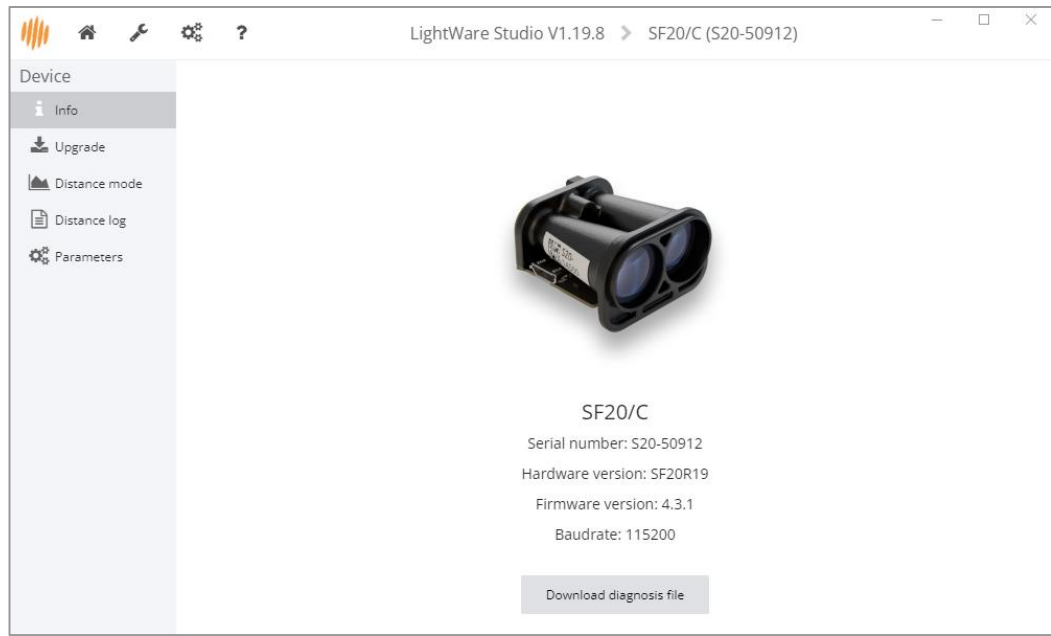 ? LightWare Studio V1.19.8 > SF20/C (S20-50912)
Device
i Info
Upgrade
Distance mode
Distance log
Parameters
S20-
SF20/C
Serial number: S20-50912
Hardware version: SF20R19
Firmware version: 4.3.1
Baudrate: 115200
Download diagnosis file